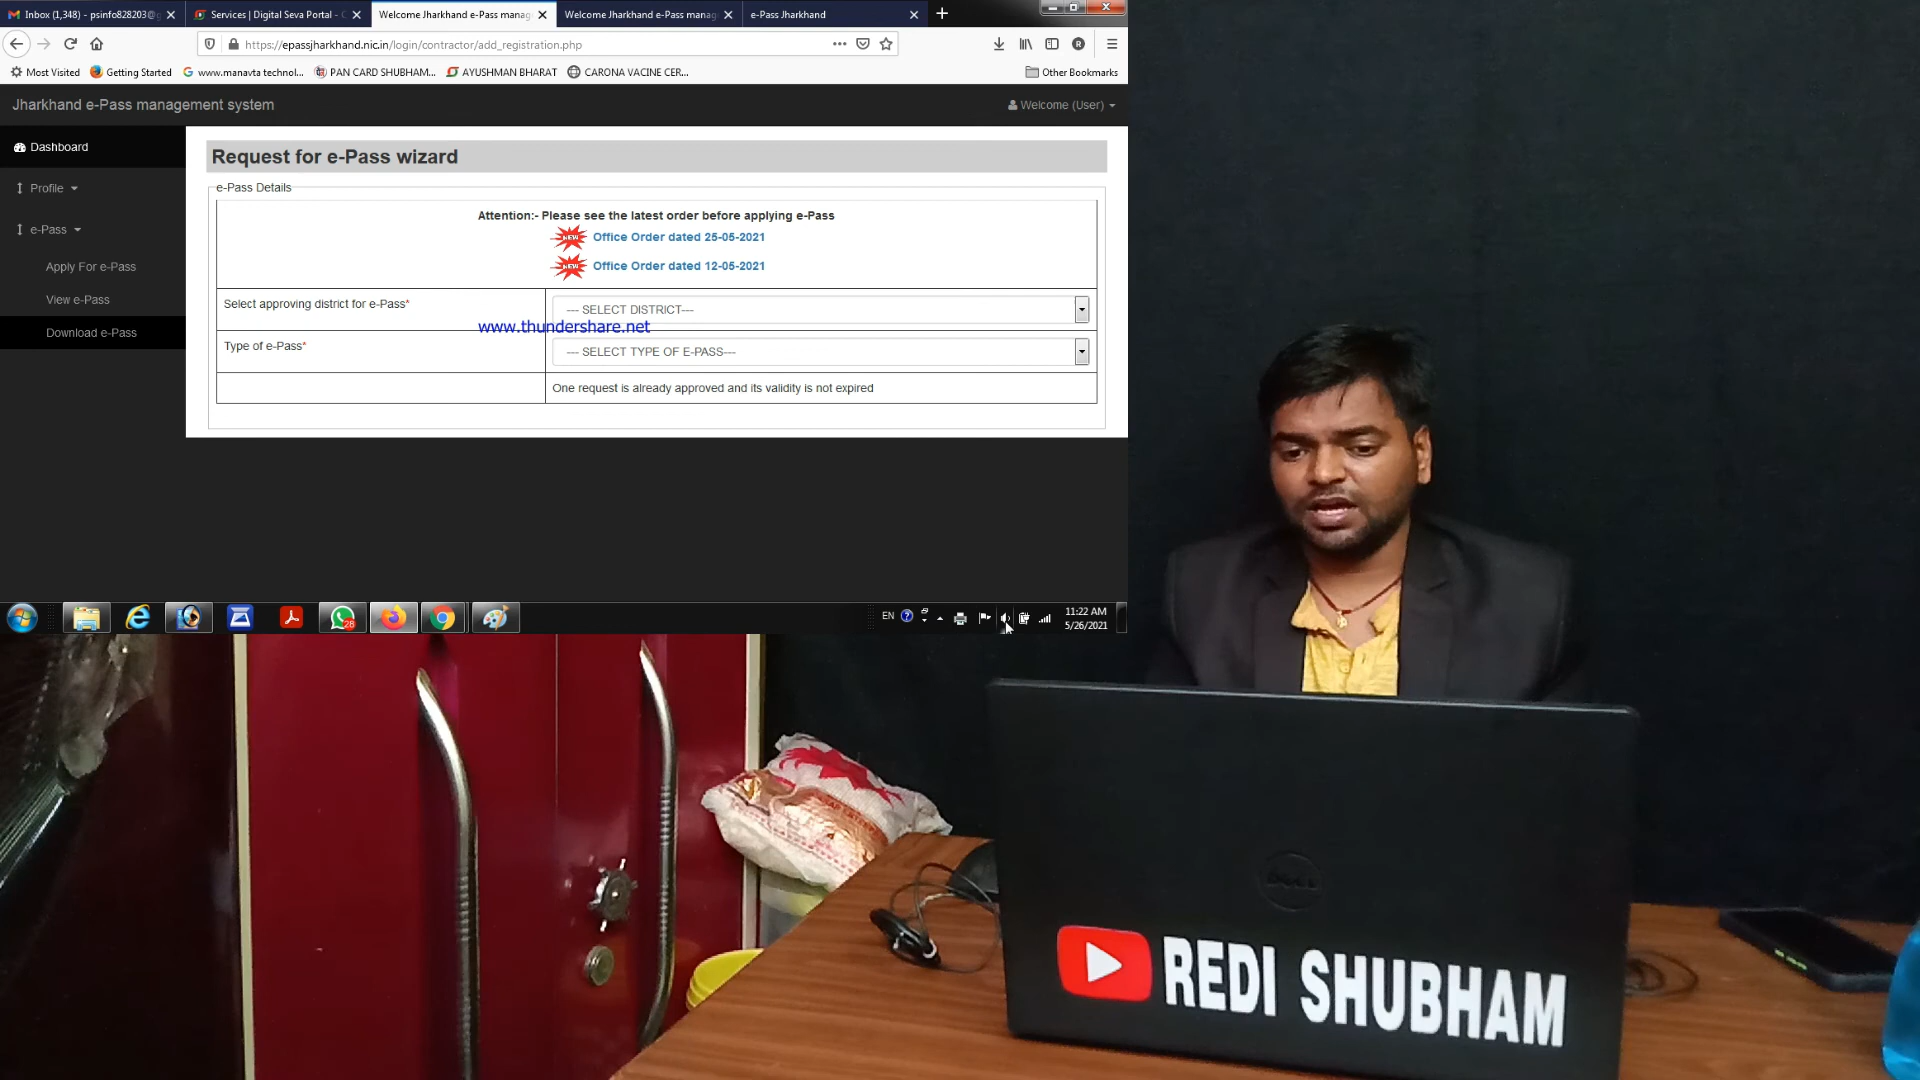 Inbox (1,348) - psinfo828203@g
Services | Digital Seva Portal - C
Welcome Jharkhand e-Pass manag
Welcome Jharkhand e-Pass manag
e-Pass Jharkhand
https://epassjharkhand.nic.in/login/contractor/add_registration.php
Most Visited
Getting Started
www.manavta technol...
PAN CARD SHUBHAM...
AYUSHMAN BHARAT
CARONA VACINE CER...
Other Bookmarks
Jharkhand e-Pass management system
Welcome (User)
Dashboard
Profile
e-Pass
Apply For e-Pass
View e-Pass
Download e-Pass
Request for e-Pass wizard
e-Pass Details
Attention:- Please see the latest order before applying e-Pass
NEW Office Order dated 25-05-2021
NEW Office Order dated 12-05-2021
Select approving district for e-Pass*
--- SELECT DISTRICT---
www.thundershare.net
Type of e-Pass*
--- SELECT TYPE OF E-PASS---
One request is already approved and its validity is not expired
28
EN
11:22 AM
5/26/2021
DELL
REDI SHUBHAM